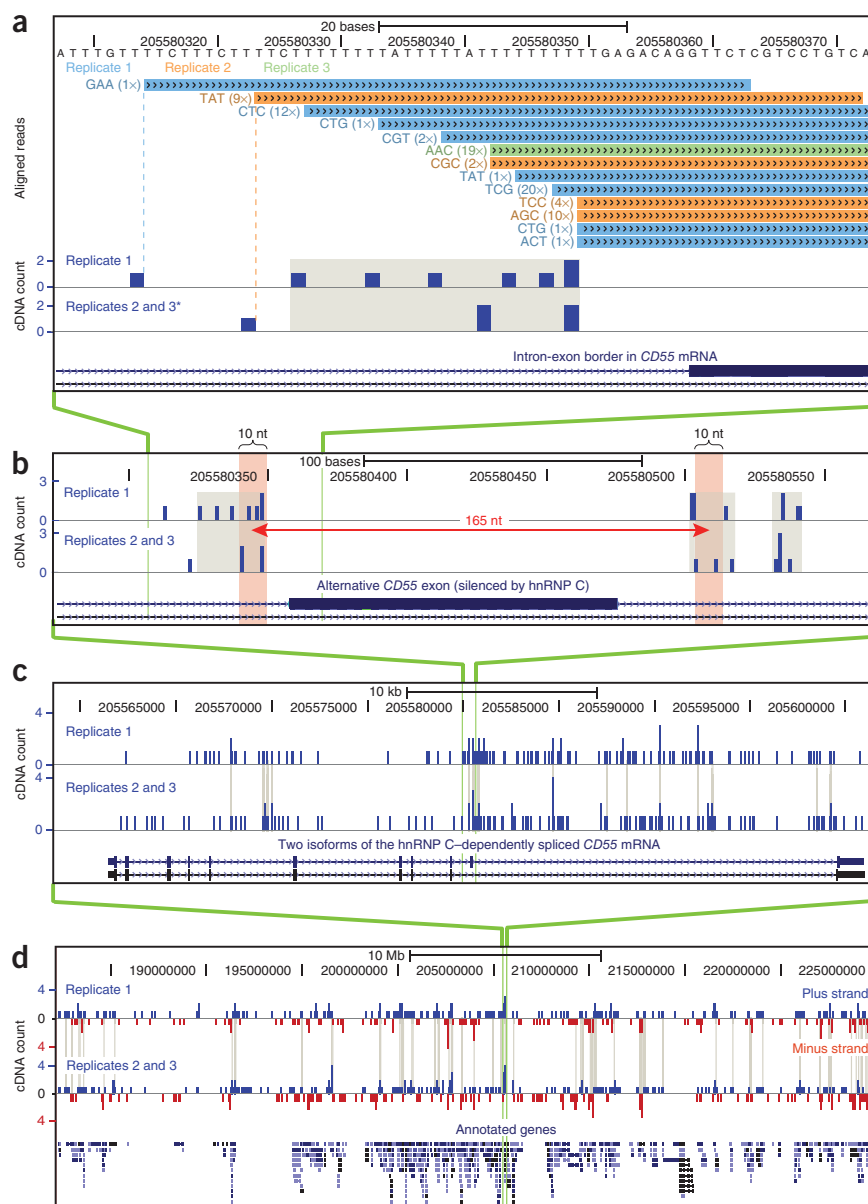 a
20 bases
205580320 205580330 205580340 205580350 205580360 205580370
A T T T G T T T T C T T T C T T T T T C T T T T T T T A T T T T T A T T T T T T T T T T T G A G A C A G G T T C T C G T C C T G T C A
Replicate 1 Replicate 2 Replicate 3
GAA (1×)
TAT (9×)
CTC (12×)
CTG (1×)
CGT (2×)
AAC (19×)
CGC (2×)
TAT (1×)
TCG (20×)
TCC (4×)
AGC (10×)
CTG (1×)
ACT (1×)
Aligned reads
cDNA count
2
Replicate 1
0
2
Replicates 2 and 3*
0
Intron-exon border in CD55 mRNA
b
10 nt 10 nt
100 bases
205580350 205580400 205580450 205580500 205580550
cDNA count
3
Replicate 1
0
165 nt
3
Replicates 2 and 3
0
Alternative CD55 exon (silenced by hnRNP C)
c
10 kb
205565000 205570000 205575000 205580000 205585000 205590000 205595000 205600000
cDNA count
4
Replicate 1
0
4
Replicates 2 and 3
0
Two isoforms of the hnRNP C–dependently spliced CD55 mRNA
d
10 Mb
190000000 195000000 200000000 205000000 210000000 215000000 220000000 225000000
cDNA count
4
Replicate 1 Plus strand
0
4
Minus strand
Replicates 2 and 3
4
0
4
Annotated genes